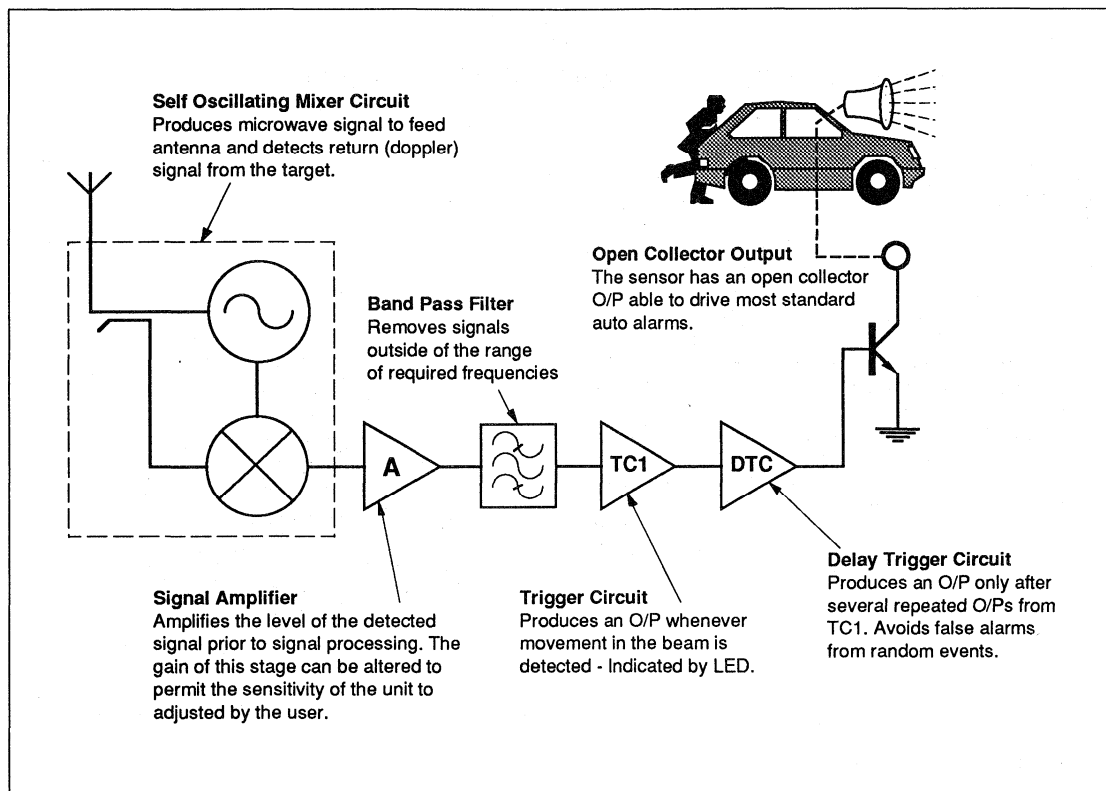 Self Oscillating Mixer Circuit
Produces microwave signal to feed
antenna and detects return (doppler)
signal from the target.
Open Collector Output
The sensor has an open collector
O/P able to drive most standard
auto alarms.
Band Pass Filter
Removes signals
outside of the range
of required frequencies
A
TC1
DTC
Signal Amplifier
Amplifies the level of the detected
signal prior to signal processing. The
gain of this stage can be altered to
permit the sensitivity of the unit to
adjusted by the user.
Trigger Circuit
Produces an O/P whenever
movement in the beam is
detected - Indicated by LED.
Delay Trigger Circuit
Produces an O/P only after
several repeated O/Ps from
TC1. Avoids false alarms
from random events.